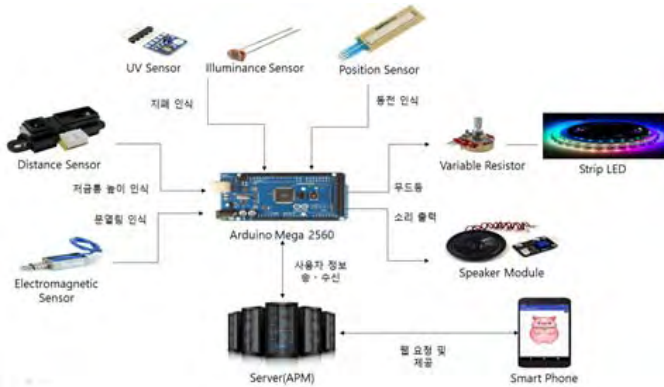 UV Sensor
Illuminance Sensor
Position Sensor
지폐 인식
동전 인식
Distance Sensor
Variable Resistor
Strip LED
저금통 높이 인식
무드등
문열림 인식
소리 출력
Arduino Mega 2560
Speaker Module
Electromagnetic
Sensor
사용자 정보
송 · 수신
웹 요청 및
제공
Server(APM)
Smart Phone